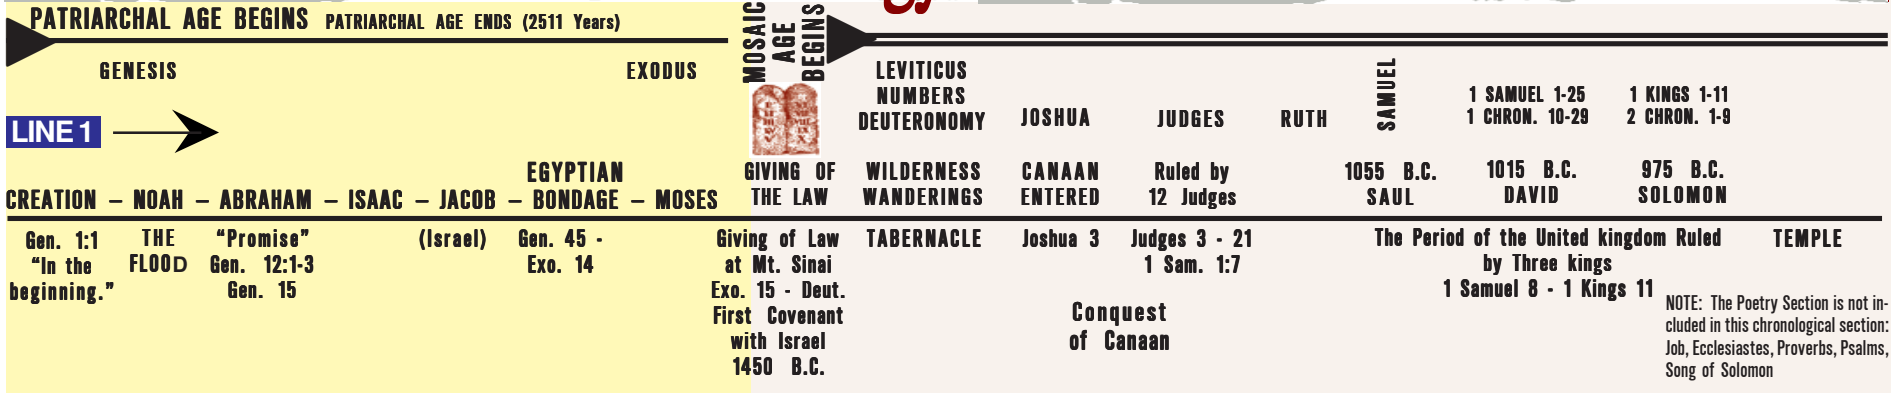 PATRIARCHAL AGE BEGINS PATRIARCHAL AGE ENDS (2511 Years)
MOSAIC
AGE
BEGINS
GENESIS
EXODUS
LEVITICUS
NUMBERS
DEUTERONOMY
JOSHUA
JUDGES
RUTH
SAMUEL
1 SAMUEL 1-25
1 CHRON. 10-29
1 KINGS 1-11
2 CHRON. 1-9
LINE 1
CREATION – NOAH – ABRAHAM – ISAAC – JACOB –
EGYPTIAN
BONDAGE – MOSES
GIVING OF
THE LAW
WILDERNESS
WANDERINGS
CANAAN
ENTERED
Ruled by
12 Judges
1055 B.C.
SAUL
1015 B.C.
DAVID
975 B.C.
SOLOMON
Gen. 1:1
“In the
beginning.”
THE
FLOOD
“Promise”
Gen. 12:1-3
Gen. 15
(Israel)
Gen. 45 -
Exo. 14
Giving of Law
at Mt. Sinai
Exo. 15 - Deut.
First Covenant
with Israel
1450 B.C.
TABERNACLE
Joshua 3
Judges 3 - 21
1 Sam. 1:7
Conquest
of Canaan
The Period of the United kingdom Ruled
by Three kings
1 Samuel 8 - 1 Kings 11
TEMPLE
NOTE: The Poetry Section is not in-
cluded in this chronological section:
Job, Ecclesiastes, Proverbs, Psalms,
Song of Solomon